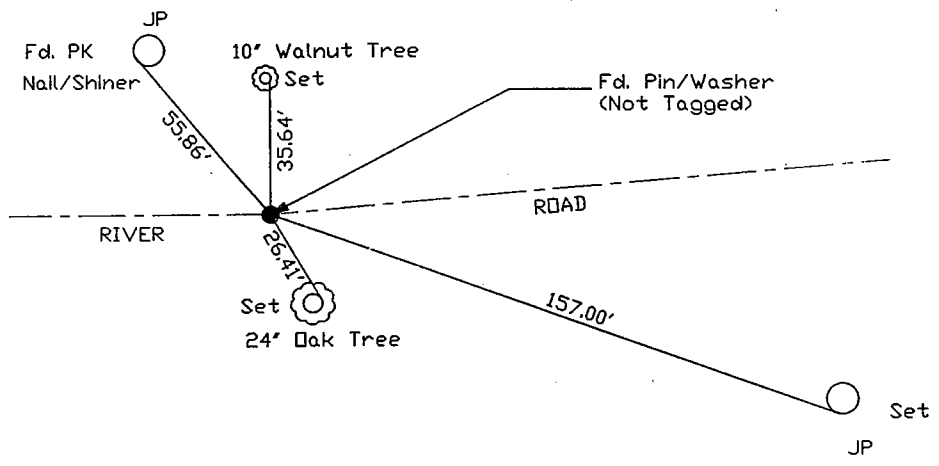 JP
Fd. PK
Nail/Shiner
10" Walnut Tree
Set
Fd. Pin/Washer
(Not Tagged)
55.86'
35.64'
RIVER
ROAD
26.41'
Set
24" Oak Tree
157.00'
Set
JP